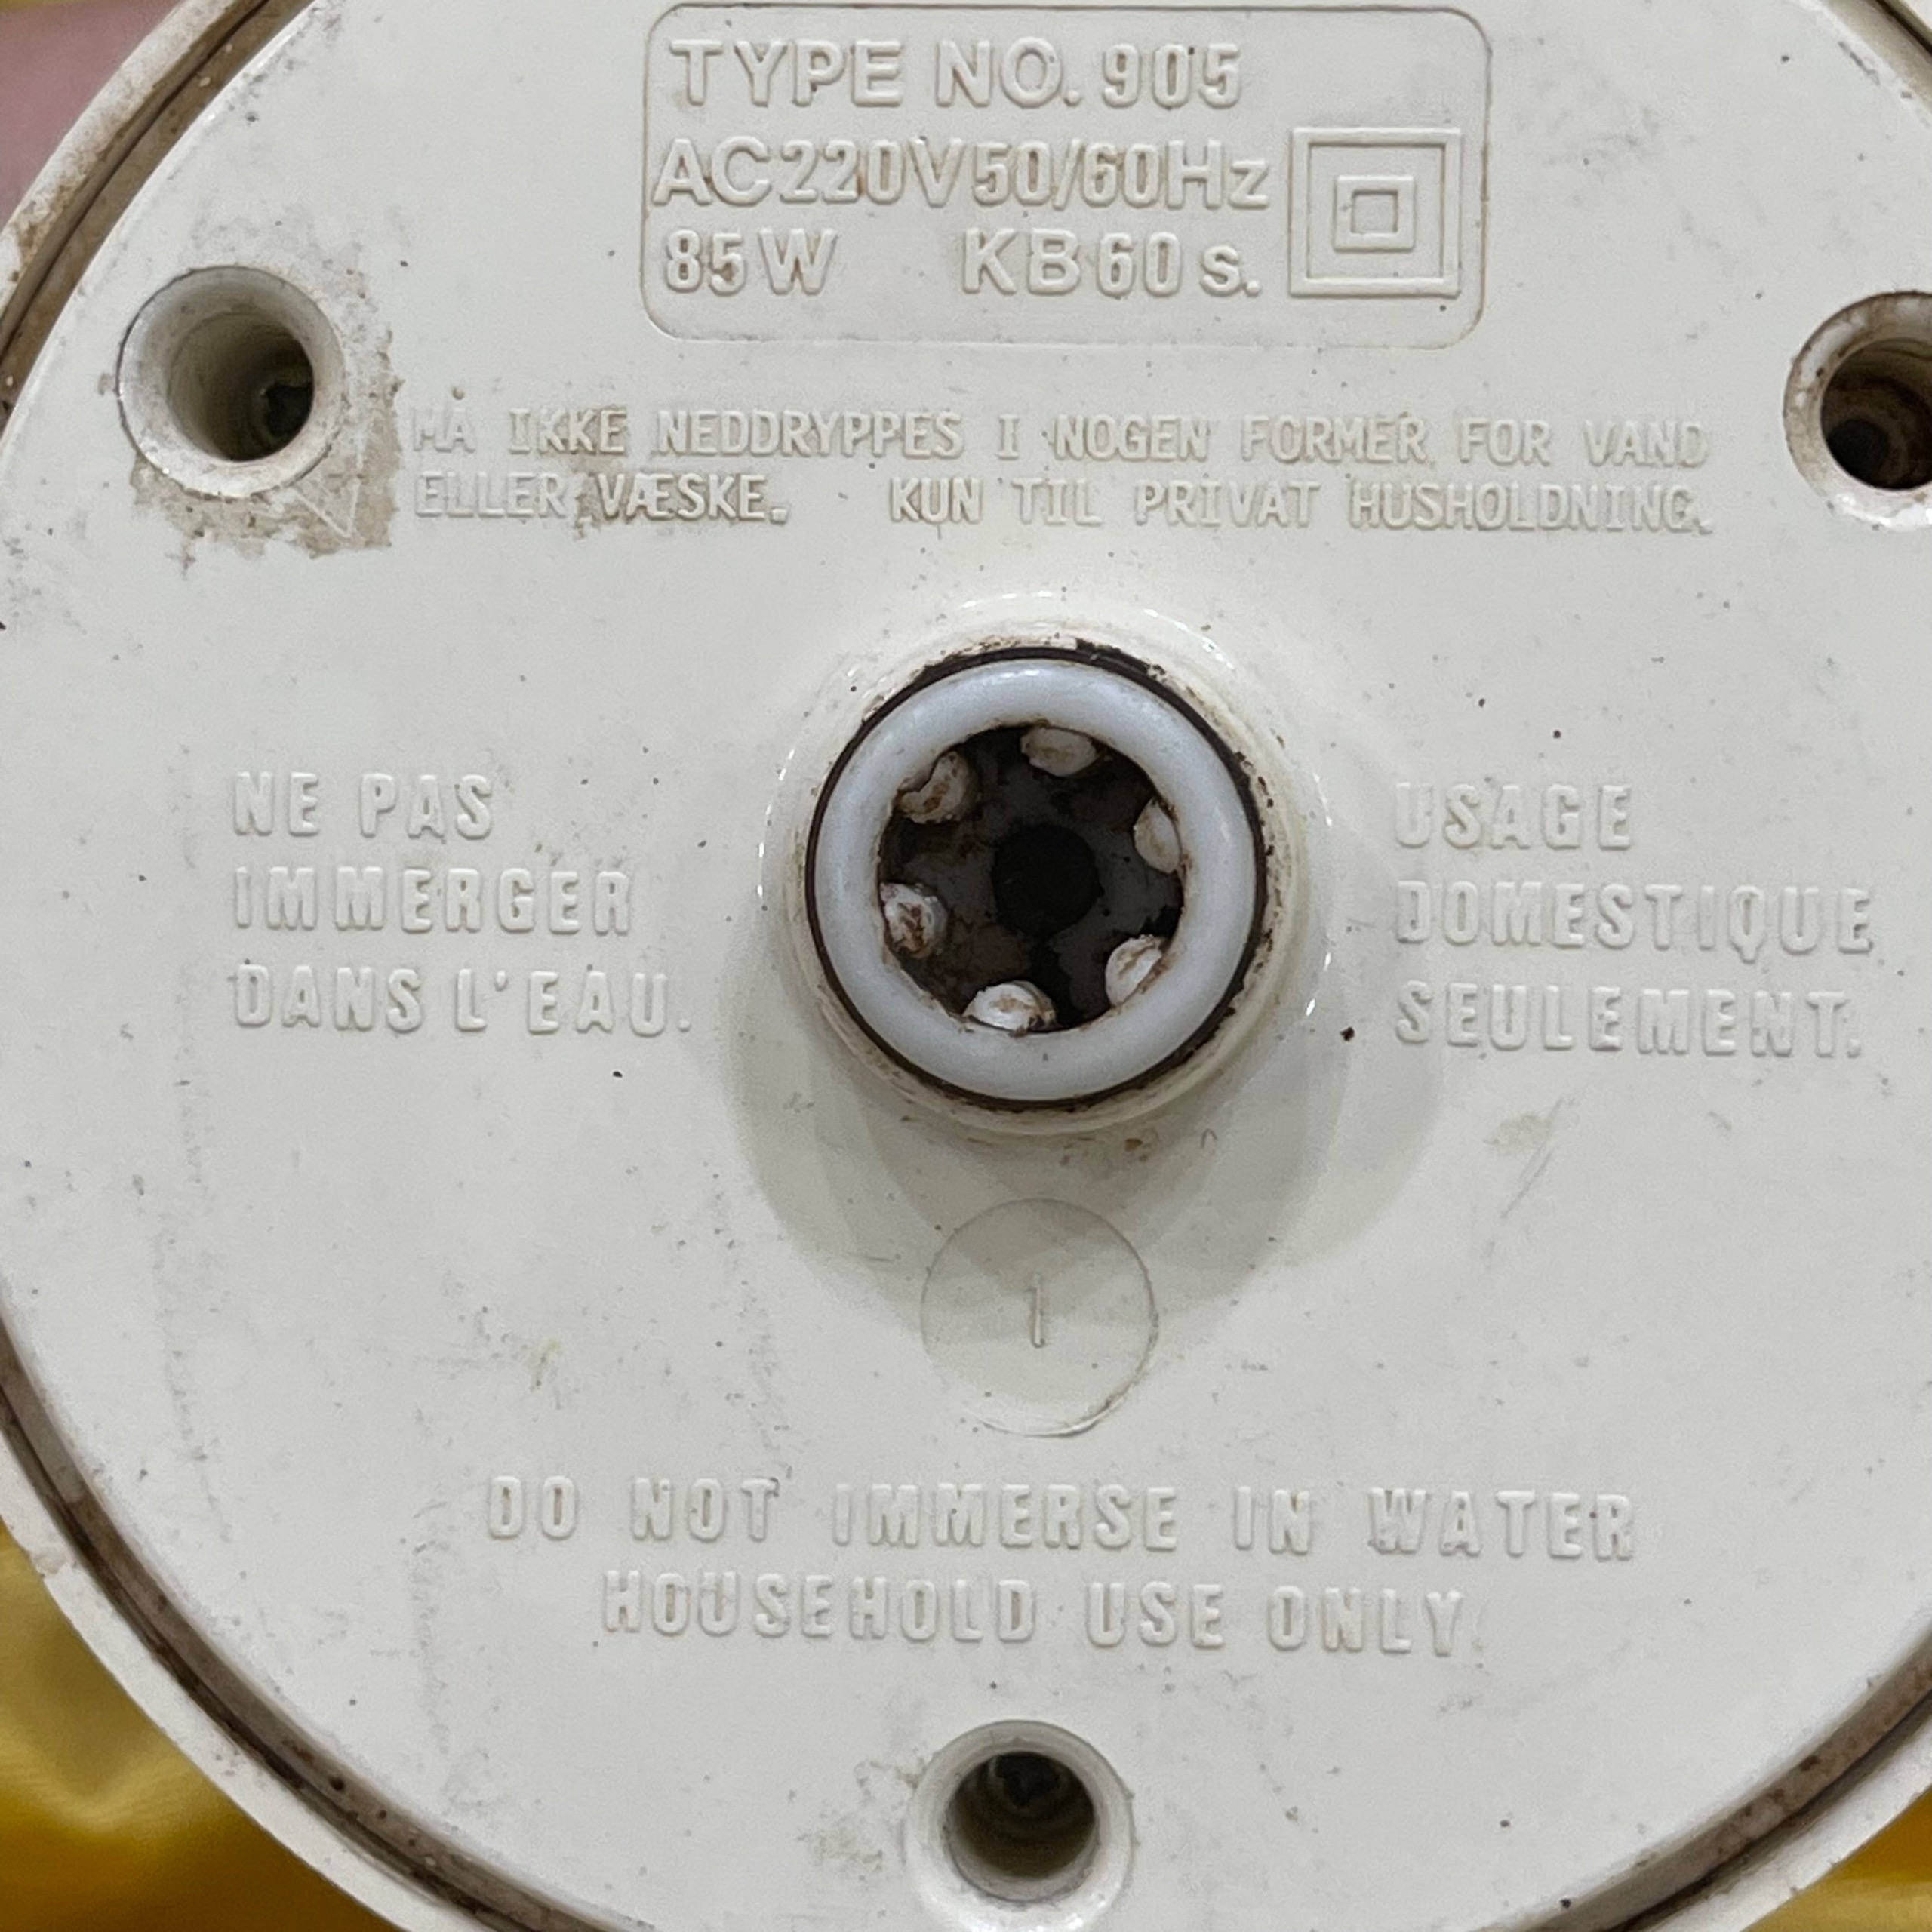 TYPE NO. 905
AC220V50/60Hz
85W KB60s.
MÅ IKKE NEDDRYPPES I NOGEN FORMER FOR VAND
ELLER VÆSKE. KUN TIL PRIVAT HUSHOLDNING.
NE PAS
IMMERGER
DANS L'EAU.
USAGE
DOMESTIQUE
SEULEMENT.
1
DO NOT IMMERSE IN WATER
HOUSEHOLD USE ONLY